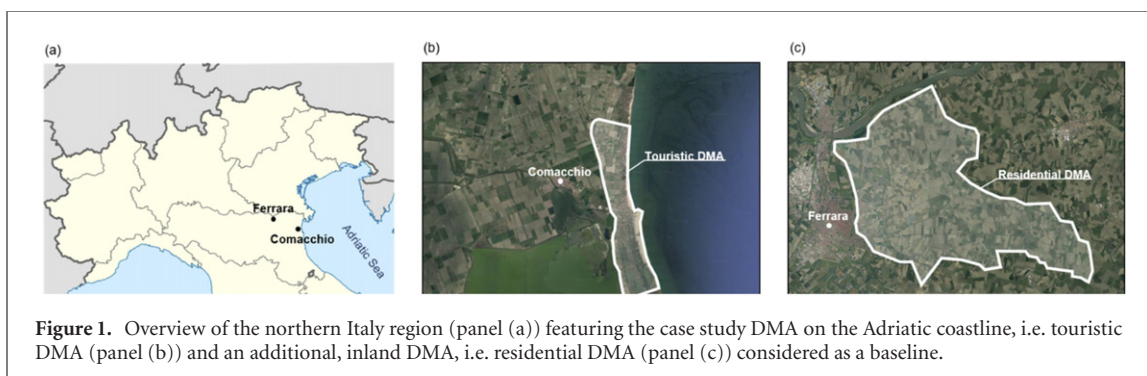 (a)
Ferrara
Comacchio
Adriatic Sea
(b)
Comacchio
Touristic DMA
(c)
Residential DMA
Ferrara
Figure 1. Overview of the northern Italy region (panel (a)) featuring the case study DMA on the Adriatic coastline, i.e. touristic
DMA (panel (b)) and an additional, inland DMA, i.e. residential DMA (panel (c)) considered as a baseline.